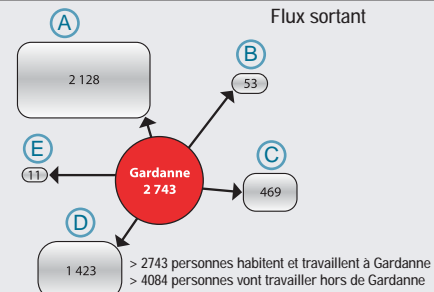 Flux sortant
A
2 128
B
53
E
11
Gardanne
2 743
C
469
D
1 423
> 2743 personnes habitent et travaillent à Gardanne
> 4084 personnes vont travailler hors de Gardanne